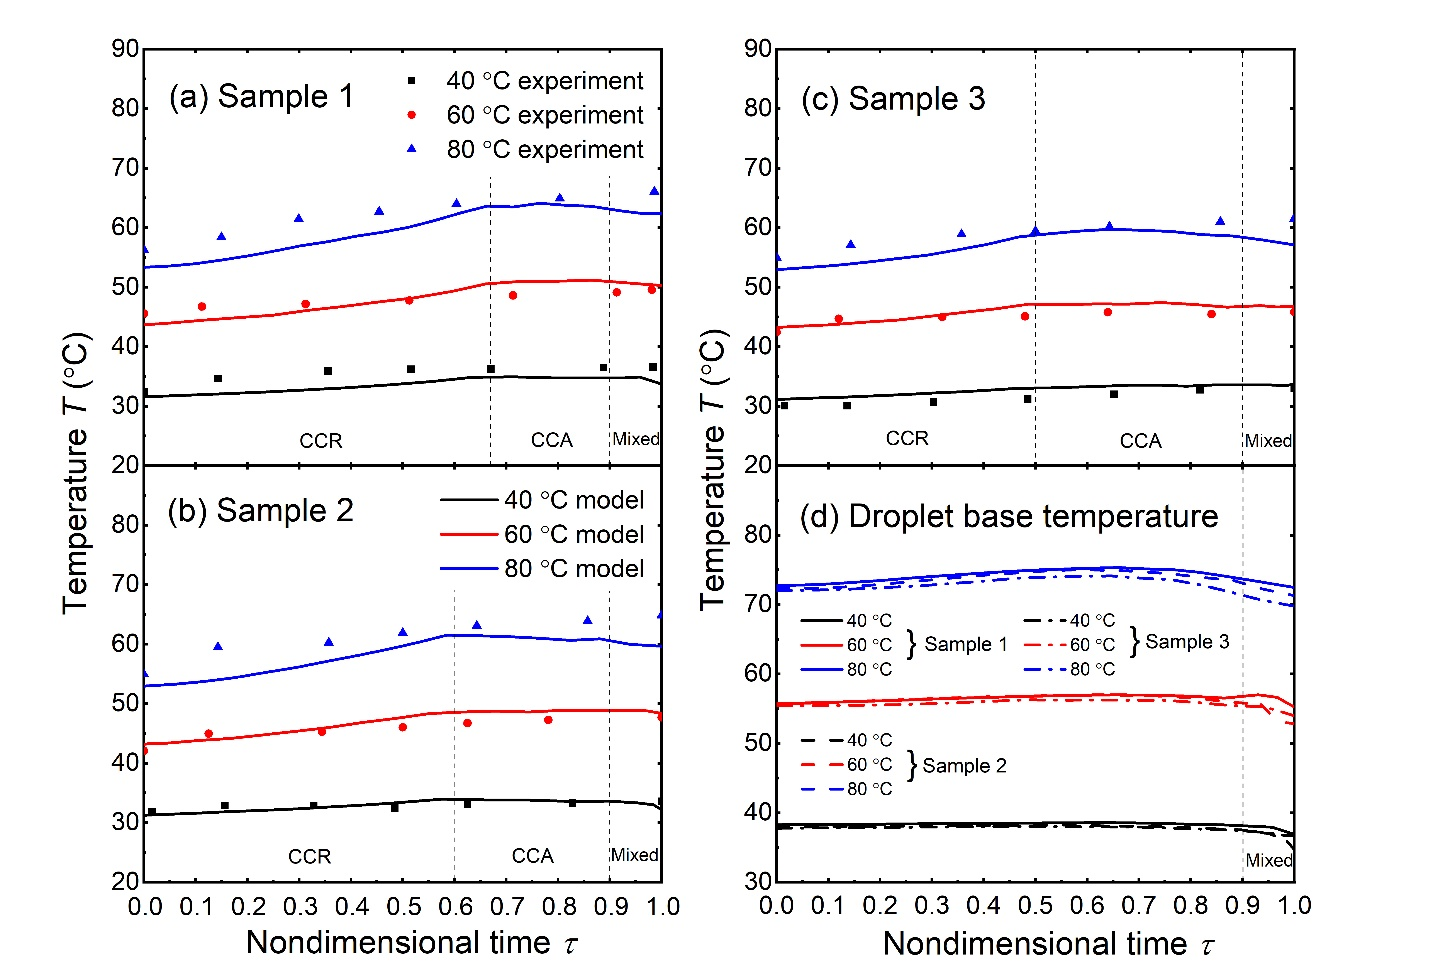 (a) Sample 1
40 °C experiment
60 °C experiment
80 °C experiment
90
80
70
60
50
40
30
20
CCR
CCA
Mixed
(b) Sample 2
40 °C model
60 °C model
80 °C model
80
70
60
50
40
30
20
CCR
CCA
Mixed
0.0 0.1 0.2 0.3 0.4 0.5 0.6 0.7 0.8 0.9 1.0
Nondimensional time τ
Temperature T (°C)
(c) Sample 3
90
80
70
60
50
40
30
20
CCR
CCA
Mixed
(d) Droplet base temperature
80
70
60
50
40
30
40 °C
60 °C
80 °C
} Sample 1
40 °C
60 °C
80 °C
} Sample 3
40 °C
60 °C
80 °C
} Sample 2
Mixed
0.0 0.1 0.2 0.3 0.4 0.5 0.6 0.7 0.8 0.9 1.0
Nondimensional time τ
Temperature T (°C)